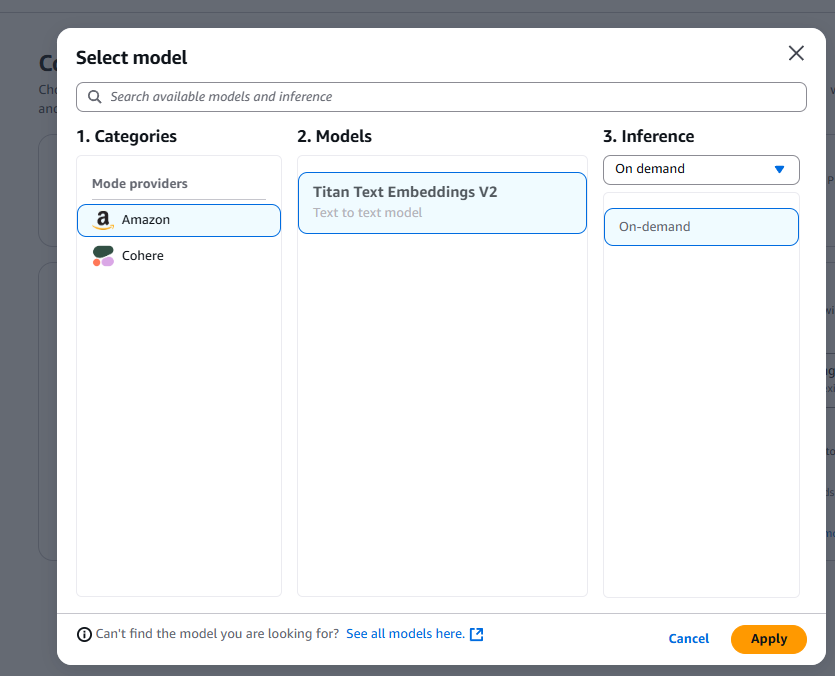 Select model
Search available models and inference
1. Categories
Mode providers
Amazon
Cohere
2. Models
Titan Text Embeddings V2
Text to text model
3. Inference
On demand
On-demand
Can't find the model you are looking for? See all models here.
Cancel
Apply